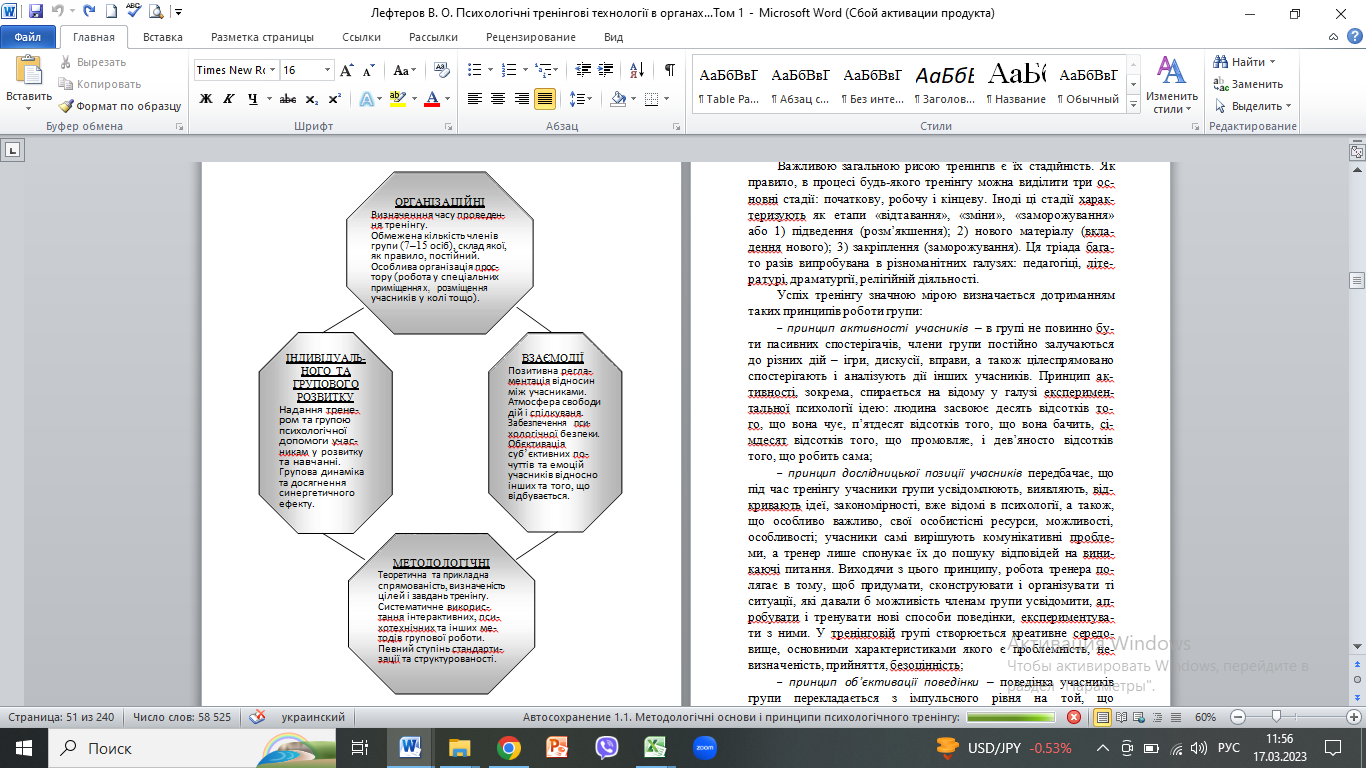 Лефтеров В. О. Психологічні тренінгові технології в органах...Том 1 - Microsoft Word (Сбой активации продукта)
Файл Главная Вставка Разметка страницы Ссылки Рассылки Рецензирование Вид
Вставить
Вырезать
Копировать
Формат по образцу
Буфер обмена
Times New Ro 16
Шрифт
Абзац
АаБбВвГ АаБбВвГ АаБбВвГ
¶ Table Pa... ¶ Абзац с... ¶ Без инте... ¶ Заголов... ¶ Название ¶ Обычный
Стили
Изменить
стили
Найти
Заменить
Выделить
Редактирование
ОРГАНІЗАЦІЙНІ
Визначенння часу проведен-
ня тренінгу.
Обмежена кількість членів
групи (7–15 осіб), склад якої,
як правило, постійний.
Особлива організація прос-
тору (робота у спеціальних
приміщеннях, розміщення
учасників у колі тощо).
ІНДИВІДУАЛЬ-
НОГО ТА
ГРУПОВОГО
РОЗВИТКУ
Надання трене-
ром та групою
психологічної
допомоги учас-
никам у розвитку
та навчанні.
Групова динаміка
та досягнення
синергетичного
ефекту.
ВЗАЄМОДІЇ
Позитивна регла-
ментація відносин
між учасниками.
Атмосфера свободи
дій і спілкуваня.
Забезпечення пси-
хологічної безпеки.
Обєктивація
суб᾽єктивних по-
чуттів та емоцій
учасників відносно
інших та того, що
відбувається.
МЕТОДОЛОГІЧНІ
Теоретична та прикладна
спрямованість, визначеність
цілей і завдань тренінгу.
Систематичне викорис-
тання інтерактивних, пси-
хотехнічних та інших ме-
тодів групової роботи.
Певний ступінь стандарти-
зації та структурованості.
Важливою загальною рисою тренінгів є їх стадійність. Як
правило, в процесі будь-якого тренінгу можна виділити три ос-
новні стадії: початкову, робочу і кінцеву. Іноді ці стадії харак-
теризують як етапи «відтавання», «зміни», «заморожування»
або 1) підведення (розм’якшення); 2) нового матеріалу (вкла-
дення нового); 3) закріплення (заморожування). Ця тріада бага-
то разів випробувана в різноманітних галузях: педагогіці, літе-
ратурі, драматургії, релігійній діяльності.
Успіх тренінгу значною мірою визначається дотриманням
таких принципів роботи групи:
– принцип активності учасників – в групі не повинно бу-
ти пасивних спостерігачів, члени групи постійно залучаються
до різних дій – ігри, дискусії, вправи, а також цілеспрямовано
спостерігають і аналізують дії інших учасників. Принцип ак-
тивності, зокрема, спирається на відому у галузі експеримен-
тальної психології ідею: людина засвоює десять відсотків то-
го, що вона чує, п’ятдесят відсотків того, що вона бачить, сі-
мдесят відсотків того, що промовляє, і дев’яносто відсотків
того, що робить сама;
– принцип дослідницької позиції учасників передбачає, що
під час тренінгу учасники групи усвідомлюють, виявляють, від-
кривають ідеї, закономірності, вже відомі в психології, а також,
що особливо важливо, свої особистісні ресурси, можливості,
особливості; учасники самі вирішують комунікативні пробле-
ми, а тренер лише спонукає їх до пошуку відповідей на вини-
каючі питання. Виходячи з цього принципу, робота тренера по-
лягає в тому, щоб придумати, сконструювати і організувати ті
ситуації, які давали б можливість членам групи усвідомити, ап-
робувати і тренувати нові способи поведінки, експериментува-
ти з ними. У тренінговій групі створюється креативне середо-
вище, основними характеристиками якого є проблемність, не-
визначеність, прийняття, безоцінність;
– принцип об’єктивації поведінки – поведінка учасників
групи перекладається з імпульсного рівня на той, що
Активация Windows
Чтобы активировать Windows, перейдите в
раздел "Параметры".
Страница: 51 из 240 Число слов: 58 525 украинский Автосохранение 1.1. Методологічні основи і принципи психологічного тренінгу: 60%
Поиск USD/JPY -0.53% РУС 11:56
17.03.2023